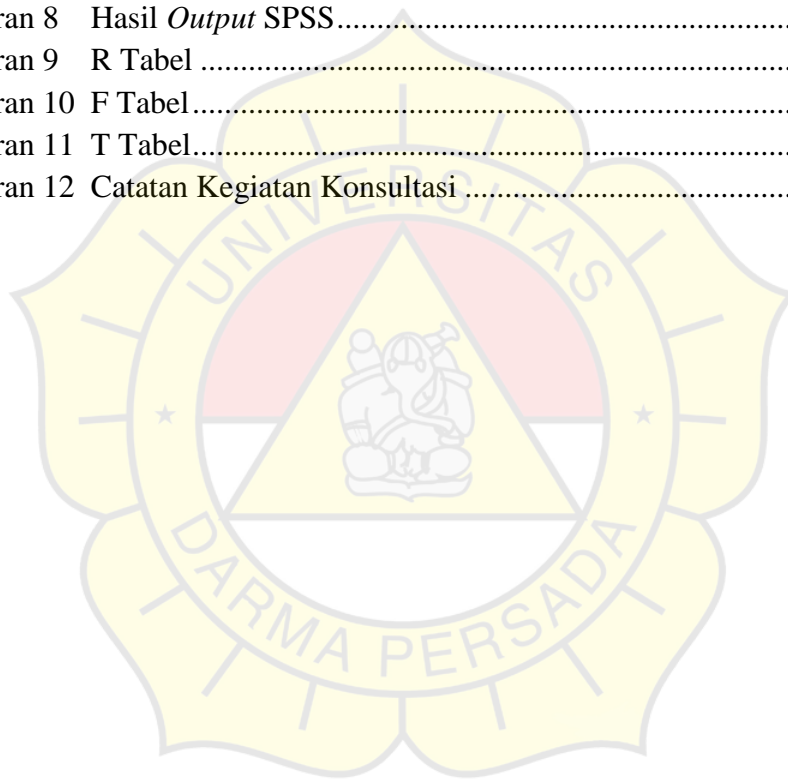 ran 8 Hasil Output SPSS........................................................
ran 9 R Tabel ..........................................................................
ran 10 F Tabel...........................................................................
ran 11 T Tabel...........................................................................
ran 12 Catatan Kegiatan Konsultasi .........................................
UNIVERSITAS
DARMA PERSADA